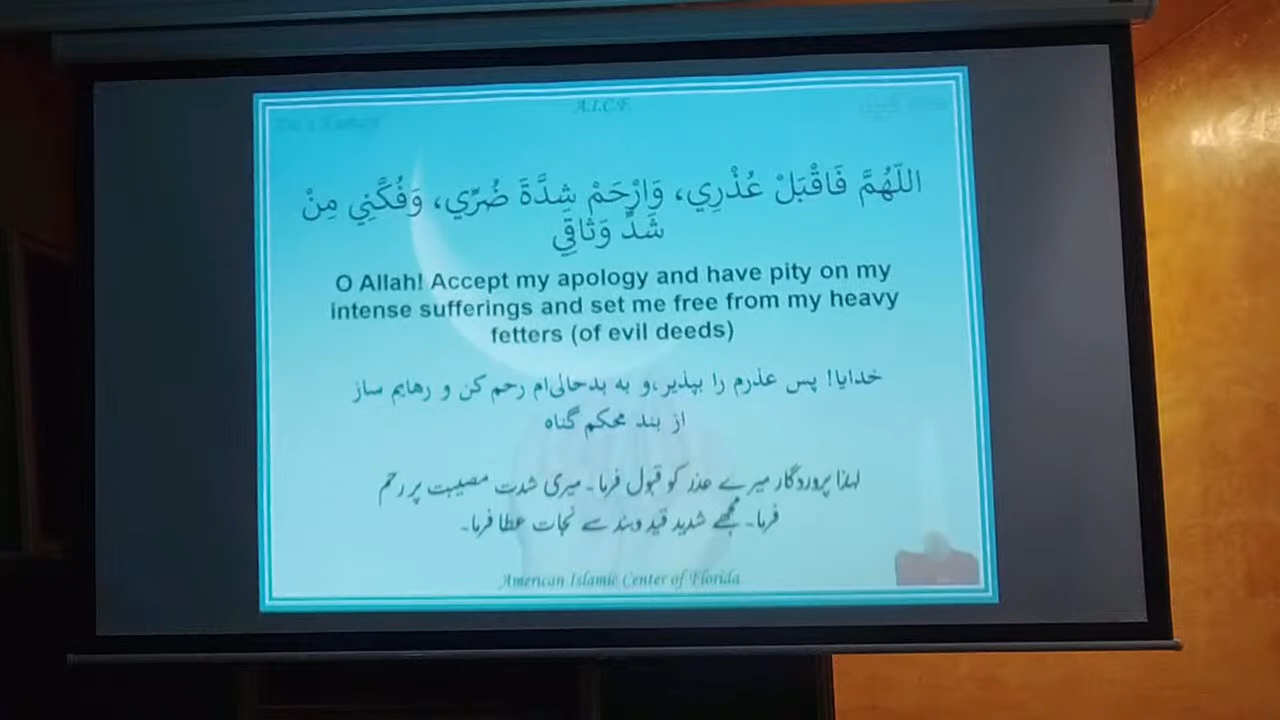 A.I.C.F.
Du'a Kumayl
اللَّهُمَّ فَاقْبَلْ عُذْرِي، وَارْحَمْ شِدَّةَ ضُرِّي، وَفُكَّنِي مِنْ
شَدِّ وَثاقِي
O Allah! Accept my apology and have pity on my
intense sufferings and set me free from my heavy
fetters (of evil deeds)
خدایا! پس عذرم را بپذیر،و به بدحالی‌ام رحم کن و رهایم ساز
از بند محکم گناه
لہذا پروردگار میرے عذر کو قبول فرما۔ میری شدت مصیبت پر رحم
فرما۔ مجھے شدید قید وبند سے نجات عطا فرما۔
American Islamic Center of Florida